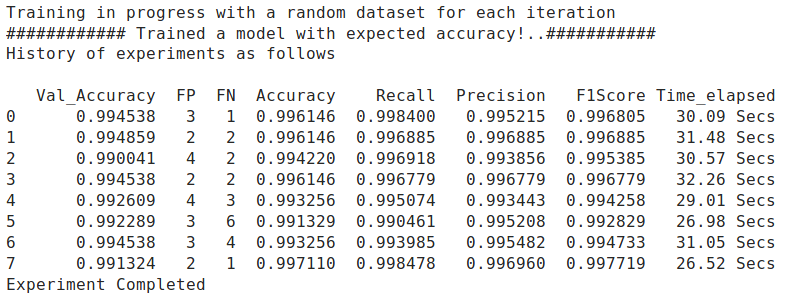 Training in progress with a random dataset for each iteration
############ Trained a model with expected accuracy!..###########
History of experiments as follows
Val_Accuracy FP FN Accuracy Recall Precision F1Score Time_elapsed
0 0.994538 3 1 0.996146 0.998400 0.995215 0.996805 30.09 Secs
1 0.994859 2 2 0.996146 0.996885 0.996885 0.996885 31.48 Secs
2 0.990041 4 2 0.994220 0.996918 0.993856 0.995385 30.57 Secs
3 0.994538 2 2 0.996146 0.996779 0.996779 0.996779 32.26 Secs
4 0.992609 4 3 0.993256 0.995074 0.993443 0.994258 29.01 Secs
5 0.992289 3 6 0.991329 0.990461 0.995208 0.992829 26.98 Secs
6 0.994538 3 4 0.993256 0.993985 0.995482 0.994733 31.05 Secs
7 0.991324 2 1 0.997110 0.998478 0.996960 0.997719 26.52 Secs
Experiment Completed